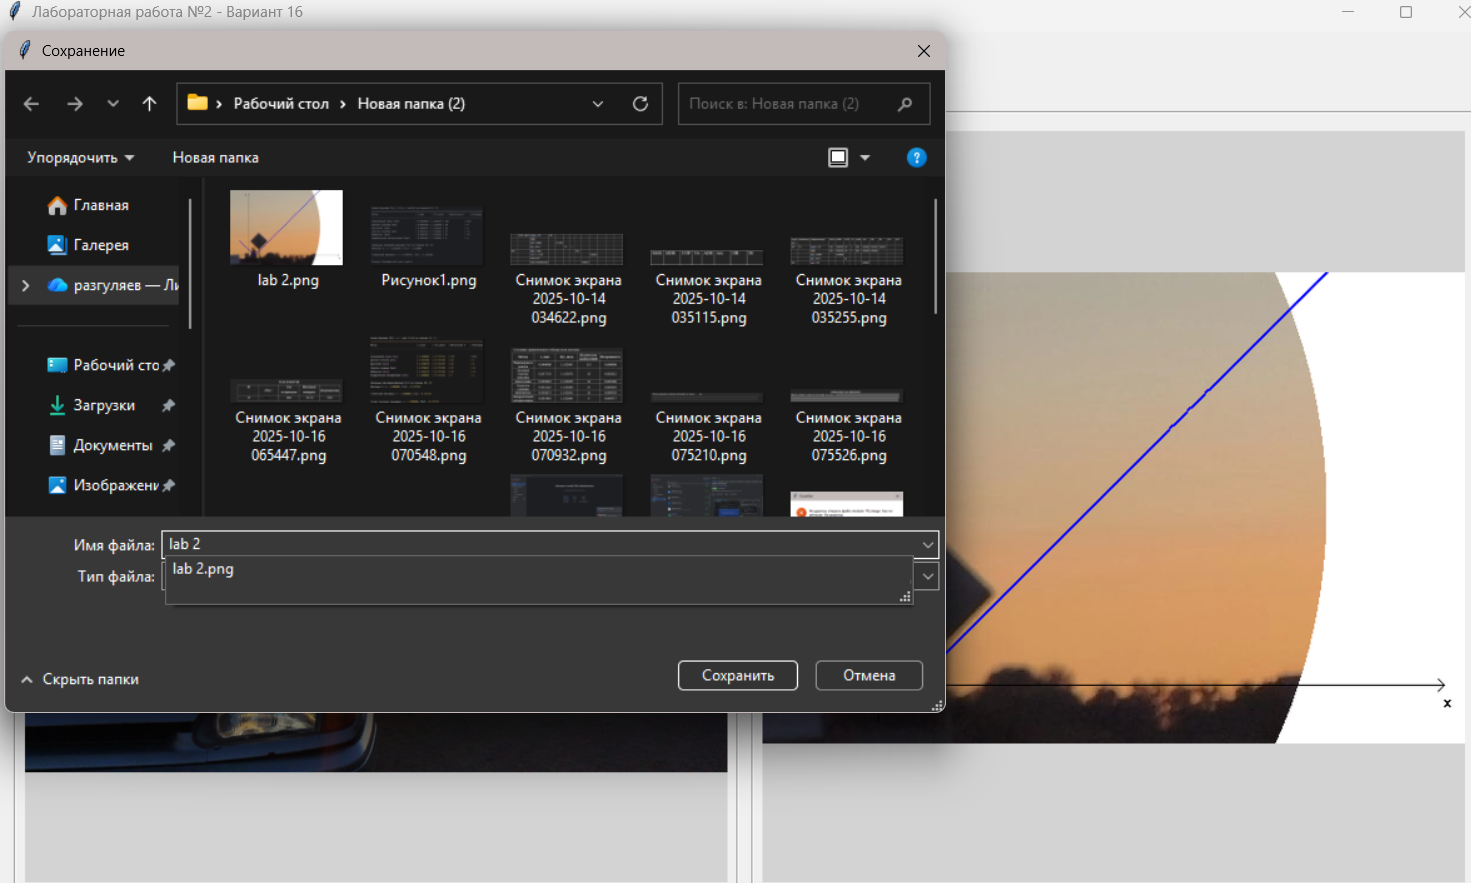 Лабораторная работа №2 - Вариант 16
Сохранение
Рабочий стол
Новая папка (2)
Поиск в: Новая папка (2)
Упорядочить
Новая папка
?
Главная
Галерея
разгуляев — Ли
Рабочий сто
Загрузки
Документы
Изображени
lab 2.png
Рисунок1.png
Снимок экрана
2025-10-14
034622.png
Снимок экрана
2025-10-14
035115.png
Снимок экрана
2025-10-14
035255.png
Снимок экрана
2025-10-16
065447.png
Снимок экрана
2025-10-16
070548.png
Снимок экрана
2025-10-16
070932.png
Снимок экрана
2025-10-16
075210.png
Снимок экрана
2025-10-16
075526.png
Имя файла:
lab 2
lab 2.png
Тип файла:
Скрыть папки
Сохранить
Отмена
x